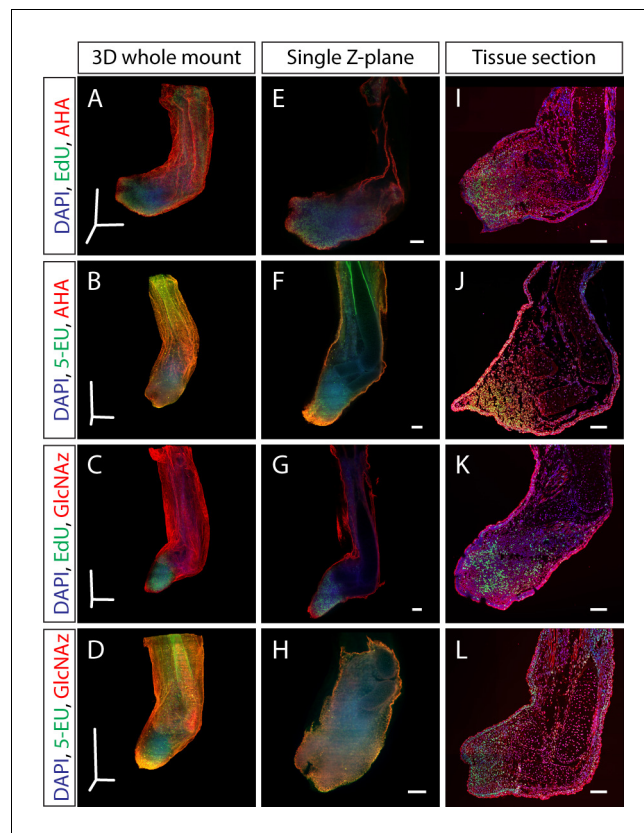 3D whole mount
Single Z-plane
Tissue section
DAPI, EdU, AHA
A
E
I
DAPI, 5-EU, AHA
B
F
J
DAPI, EdU, GlcNAz
C
G
K
DAPI, 5-EU, GlcNAz
D
H
L